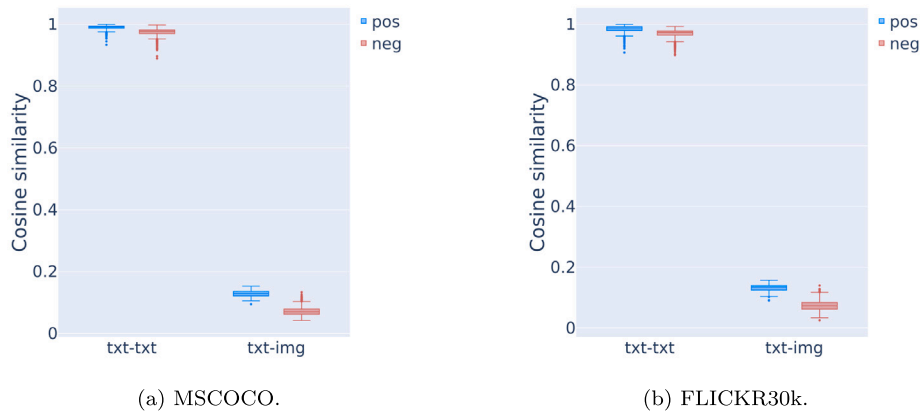 1
0.8
0.6
0.4
0.2
0
Cosine similarity
txt-txt
txt-img
pos
neg
(a) MSCOCO.
1
0.8
0.6
0.4
0.2
0
Cosine similarity
txt-txt
txt-img
pos
neg
(b) FLICKR30k.